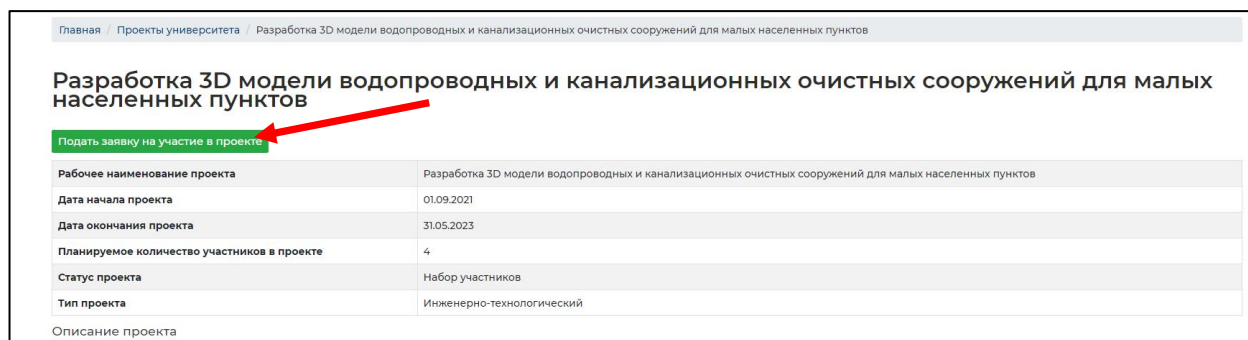 Главная / Проекты университета / Разработка 3D модели водопроводных и канализационных очистных сооружений для малых населенных пунктов
Разработка 3D модели водопроводных и канализационных очистных сооружений для малых
населенных пунктов
Подать заявку на участие в проекте
Рабочее наименование проекта Разработка 3D модели водопроводных и канализационных очистных сооружений для малых населенных пунктов
Дата начала проекта 01.09.2021
Дата окончания проекта 31.05.2023
Планируемое количество участников в проекте 4
Статус проекта Набор участников
Тип проекта Инженерно-технологический
Описание проекта